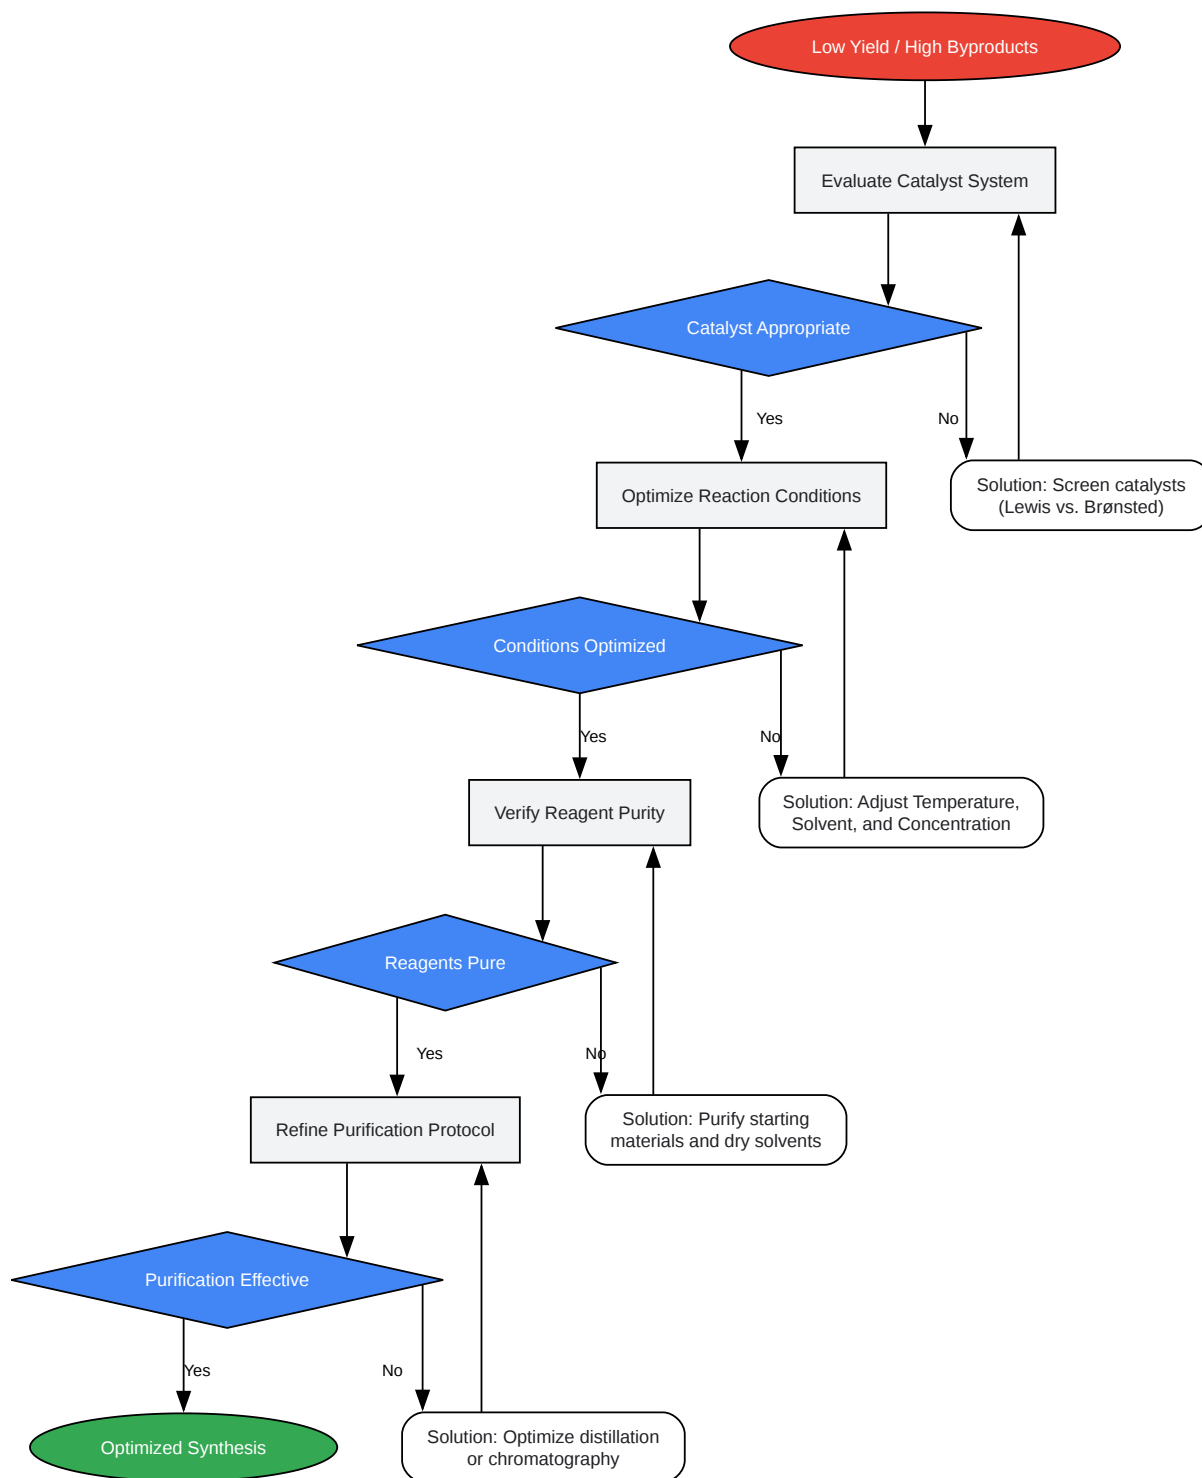 Low Yield / High Byproducts
Evaluate Catalyst System
Catalyst Appropriate
Yes
No
Optimize Reaction Conditions
Solution: Screen catalysts
(Lewis vs. Brønsted)
Conditions Optimized
Yes
No
Verify Reagent Purity
Solution: Adjust Temperature,
Solvent, and Concentration
Reagents Pure
Yes
No
Refine Purification Protocol
Solution: Purify starting
materials and dry solvents
Purification Effective
Yes
No
Optimized Synthesis
Solution: Optimize distillation
or chromatography